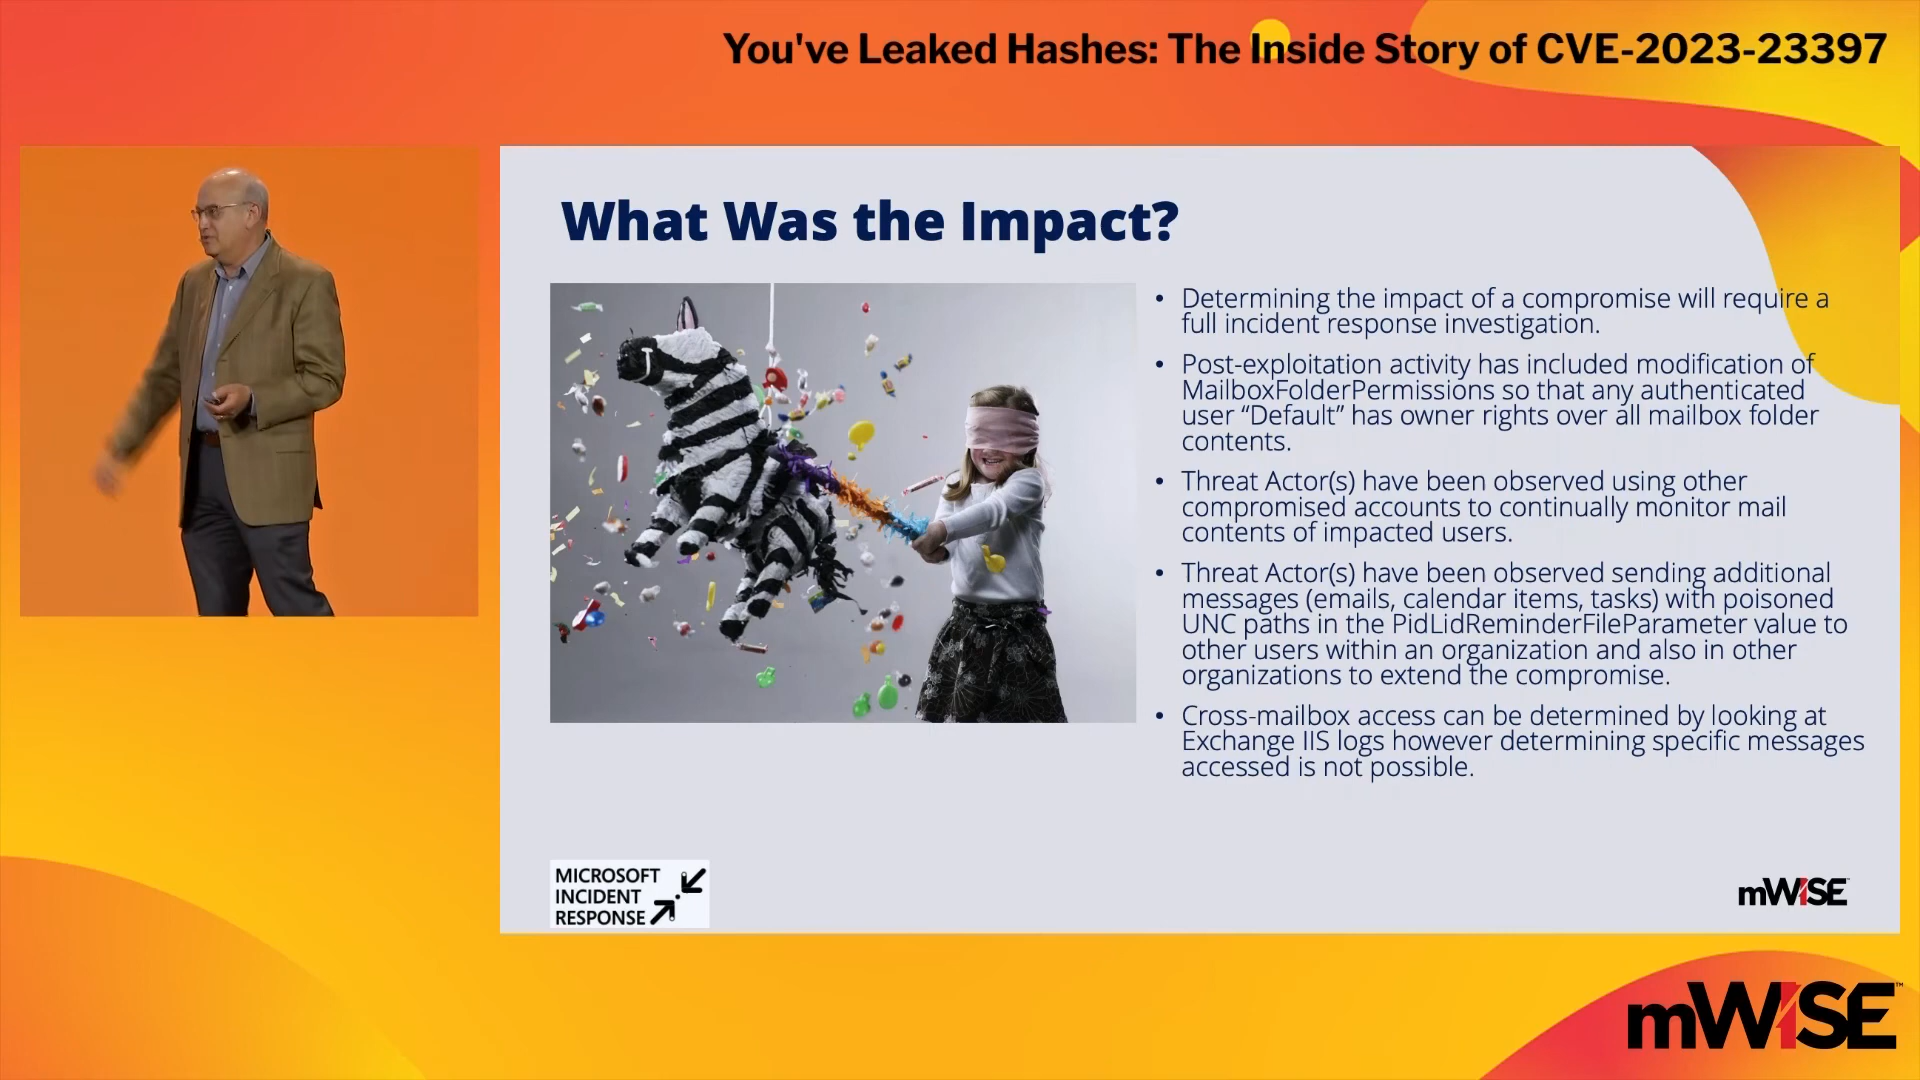 You've Leaked Hashes: The Inside Story of CVE-2023-23397
What Was the Impact?
• Determining the impact of a compromise will require a
full incident response investigation.
• Post-exploitation activity has included modification of
MailboxFolderPermissions so that any authenticated
user “Default” has owner rights over all mailbox folder
contents.
• Threat Actor(s) have been observed using other
compromised accounts to continually monitor mail
contents of impacted users.
• Threat Actor(s) have been observed sending additional
messages (emails, calendar items, tasks) with poisoned
UNC paths in the PidLidReminderFileParameter value to
other users within an organization and also in other
organizations to extend the compromise.
• Cross-mailbox access can be determined by looking at
Exchange IIS logs however determining specific messages
accessed is not possible.
MICROSOFT
INCIDENT
RESPONSE
mWISE
mWISE™